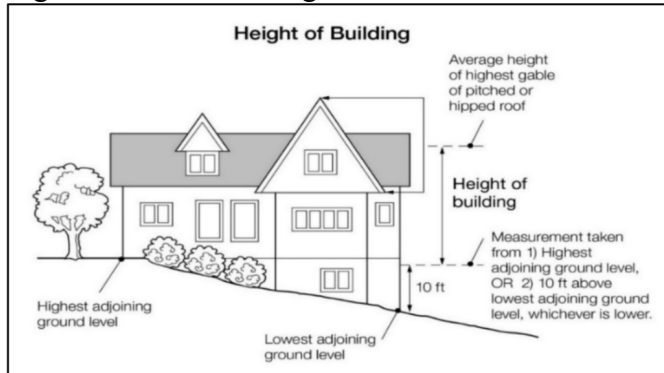 Height of Building
Average height
of highest gable
of pitched or
hipped roof
Height of
building
Measurement taken
from 1) Highest
adjoining ground level,
OR 2) 10 ft above
lowest adjoining ground
level, whichever is lower.
10 ft
Highest adjoining
ground level
Lowest adjoining
ground level